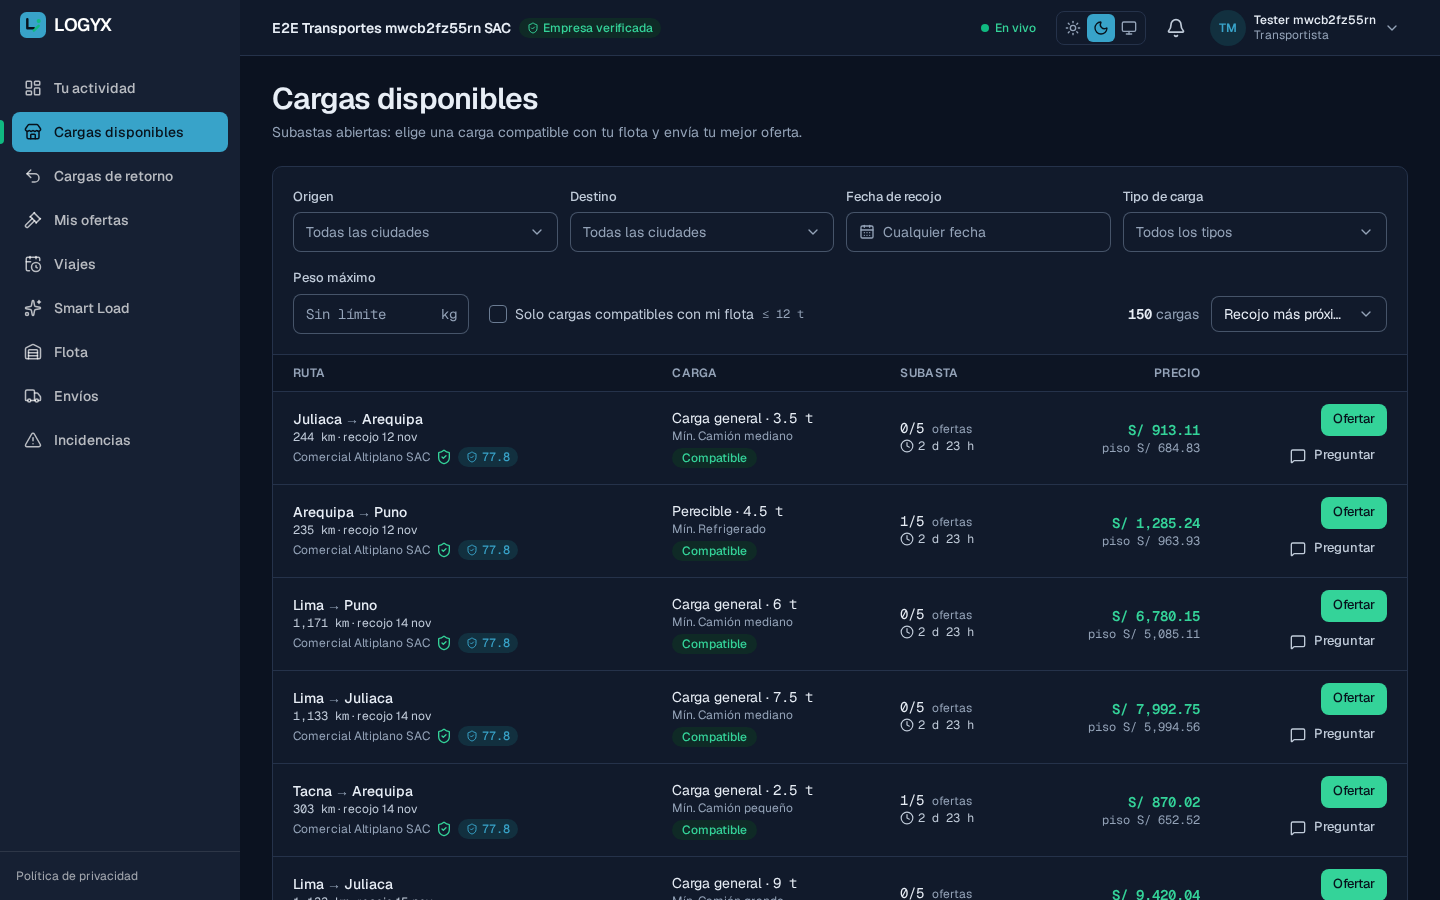 LOGYX
E2E Transportes mwcb2fz55rn SAC
Empresa verificada
En vivo
TM
Tester mwcb2fz55rn
Transportista
Tu actividad
Cargas disponibles
Cargas de retorno
Mis ofertas
Viajes
Smart Load
Flota
Envíos
Incidencias
Política de privacidad
Cargas disponibles
Subastas abiertas: elige una carga compatible con tu flota y envía tu mejor oferta.
Origen
Destino
Fecha de recojo
Tipo de carga
Todas las ciudades
Todas las ciudades
Cualquier fecha
Todos los tipos
Peso máximo
Sin límite kg
Solo cargas compatibles con mi flota ≤ 12 t
150 cargas
Recojo más próxi…
RUTA CARGA SUBASTA PRECIO
Juliaca → Arequipa
244 km · recojo 12 nov
Comercial Altiplano SAC 77.8
Carga general · 3.5 t
Mín. Camión mediano
Compatible
0/5 ofertas
2 d 23 h
S/ 913.11
piso S/ 684.83
Ofertar
Preguntar
Arequipa → Puno
235 km · recojo 12 nov
Comercial Altiplano SAC 77.8
Perecible · 4.5 t
Mín. Refrigerado
Compatible
1/5 ofertas
2 d 23 h
S/ 1,285.24
piso S/ 963.93
Ofertar
Preguntar
Lima → Puno
1,171 km · recojo 14 nov
Comercial Altiplano SAC 77.8
Carga general · 6 t
Mín. Camión mediano
Compatible
0/5 ofertas
2 d 23 h
S/ 6,780.15
piso S/ 5,085.11
Ofertar
Preguntar
Lima → Juliaca
1,133 km · recojo 14 nov
Comercial Altiplano SAC 77.8
Carga general · 7.5 t
Mín. Camión mediano
Compatible
0/5 ofertas
2 d 23 h
S/ 7,992.75
piso S/ 5,994.56
Ofertar
Preguntar
Tacna → Arequipa
303 km · recojo 14 nov
Comercial Altiplano SAC 77.8
Carga general · 2.5 t
Mín. Camión pequeño
Compatible
1/5 ofertas
2 d 23 h
S/ 870.02
piso S/ 652.52
Ofertar
Preguntar
Lima → Juliaca
Carga general · 9 t
0/5 ofertas
S/ 9,420.04
Ofertar